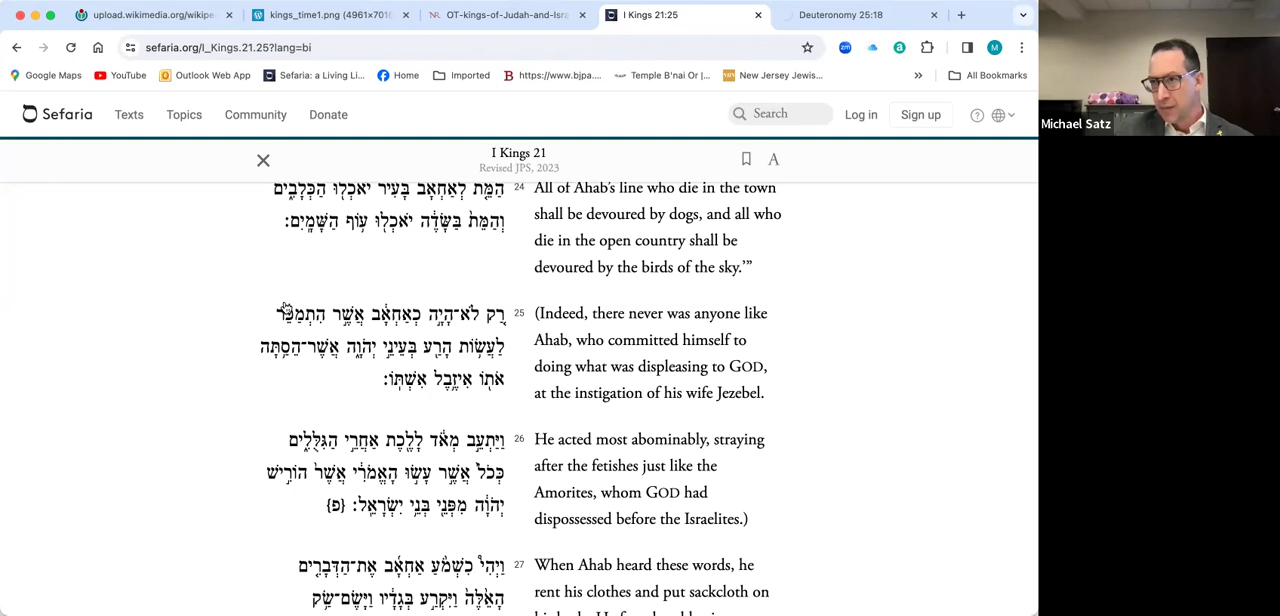 upload.wikimedia.org/wikipe
kings_time1.png (4961×701
OT-kings-of-Judah-and-Isra
I Kings 21:25
Deuteronomy 25:18
sefaria.org/I_Kings.21.25?lang=bi
M
Google Maps
YouTube
Outlook Web App
Sefaria: a Living Li...
Home
Imported
https://www.bjpa....
Temple B'nai Or |...
New Jersey Jewis...
All Bookmarks
Sefaria
Texts
Topics
Community
Donate
Search
Log in
Sign up
I Kings 21
Revised JPS, 2023
A
Michael Satz
הַמֵּ֤ת לְאַחְאָב֙ בָּעִ֔יר יֹאכְל֖וּ הַכְּלָבִ֑ים
וְהַמֵּת֙ בַּשָּׂדֶ֔ה יֹאכְל֖וּ ע֥וֹף הַשָּׁמָֽיִם׃
24
All of Ahab’s line who die in the town
shall be devoured by dogs, and all who
die in the open country shall be
devoured by the birds of the sky.’”
רַ֚ק לֹֽא־הָיָ֣ה כְאַחְאָ֔ב אֲשֶׁ֣ר הִתְמַכֵּ֔ר
לַעֲשׂ֥וֹת הָרַ֖ע בְּעֵינֵ֣י יְהֹוָ֑ה אֲשֶׁר־הֵסַ֥תָּה
אֹת֖וֹ אִיזֶ֥בֶל אִשְׁתּֽוֹ׃
25
(Indeed, there never was anyone like
Ahab, who committed himself to
doing what was displeasing to GOD,
at the instigation of his wife Jezebel.
וַיַּתְעֵ֣ב מְאֹ֔ד לָלֶ֖כֶת אַחֲרֵ֣י הַגִּלֻּלִ֑ים
כְּכֹל֙ אֲשֶׁ֣ר עָשׂ֣וּ הָאֱמֹרִ֔י אֲשֶׁר֙ הוֹרִ֣ישׁ
יְהֹוָ֔ה מִפְּנֵ֖י בְּנֵ֥י יִשְׂרָאֵֽל׃ {פ}
26
He acted most abominably, straying
after the fetishes just like the
Amorites, whom GOD had
dispossessed before the Israelites.)
וַיְהִי֩ כִשְׁמֹ֨עַ אַחְאָ֜ב אֶת־הַדְּבָרִ֤ים
הָאֵ֙לֶּה֙ וַיִּקְרַ֣ע בְּגָדָ֔יו וַיָּֽשֶׂם־שַׂ֥ק
27
When Ahab heard these words, he
rent his clothes and put sackcloth on